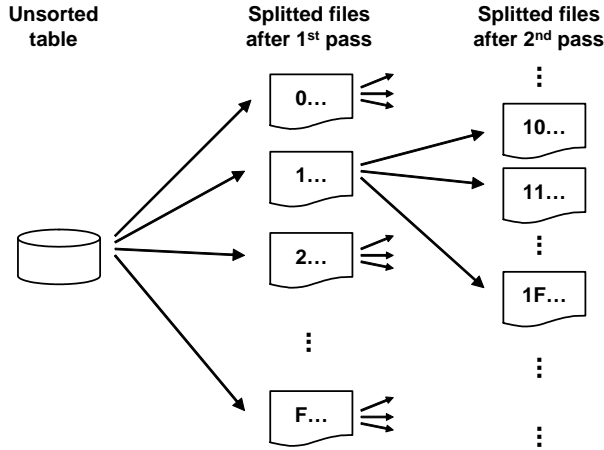 Unsorted
table
Splitted files
after 1st pass
Splitted files
after 2nd pass
0...
1...
2...
⋮
F...
⋮
10...
11...
⋮
1F...
⋮
⋮